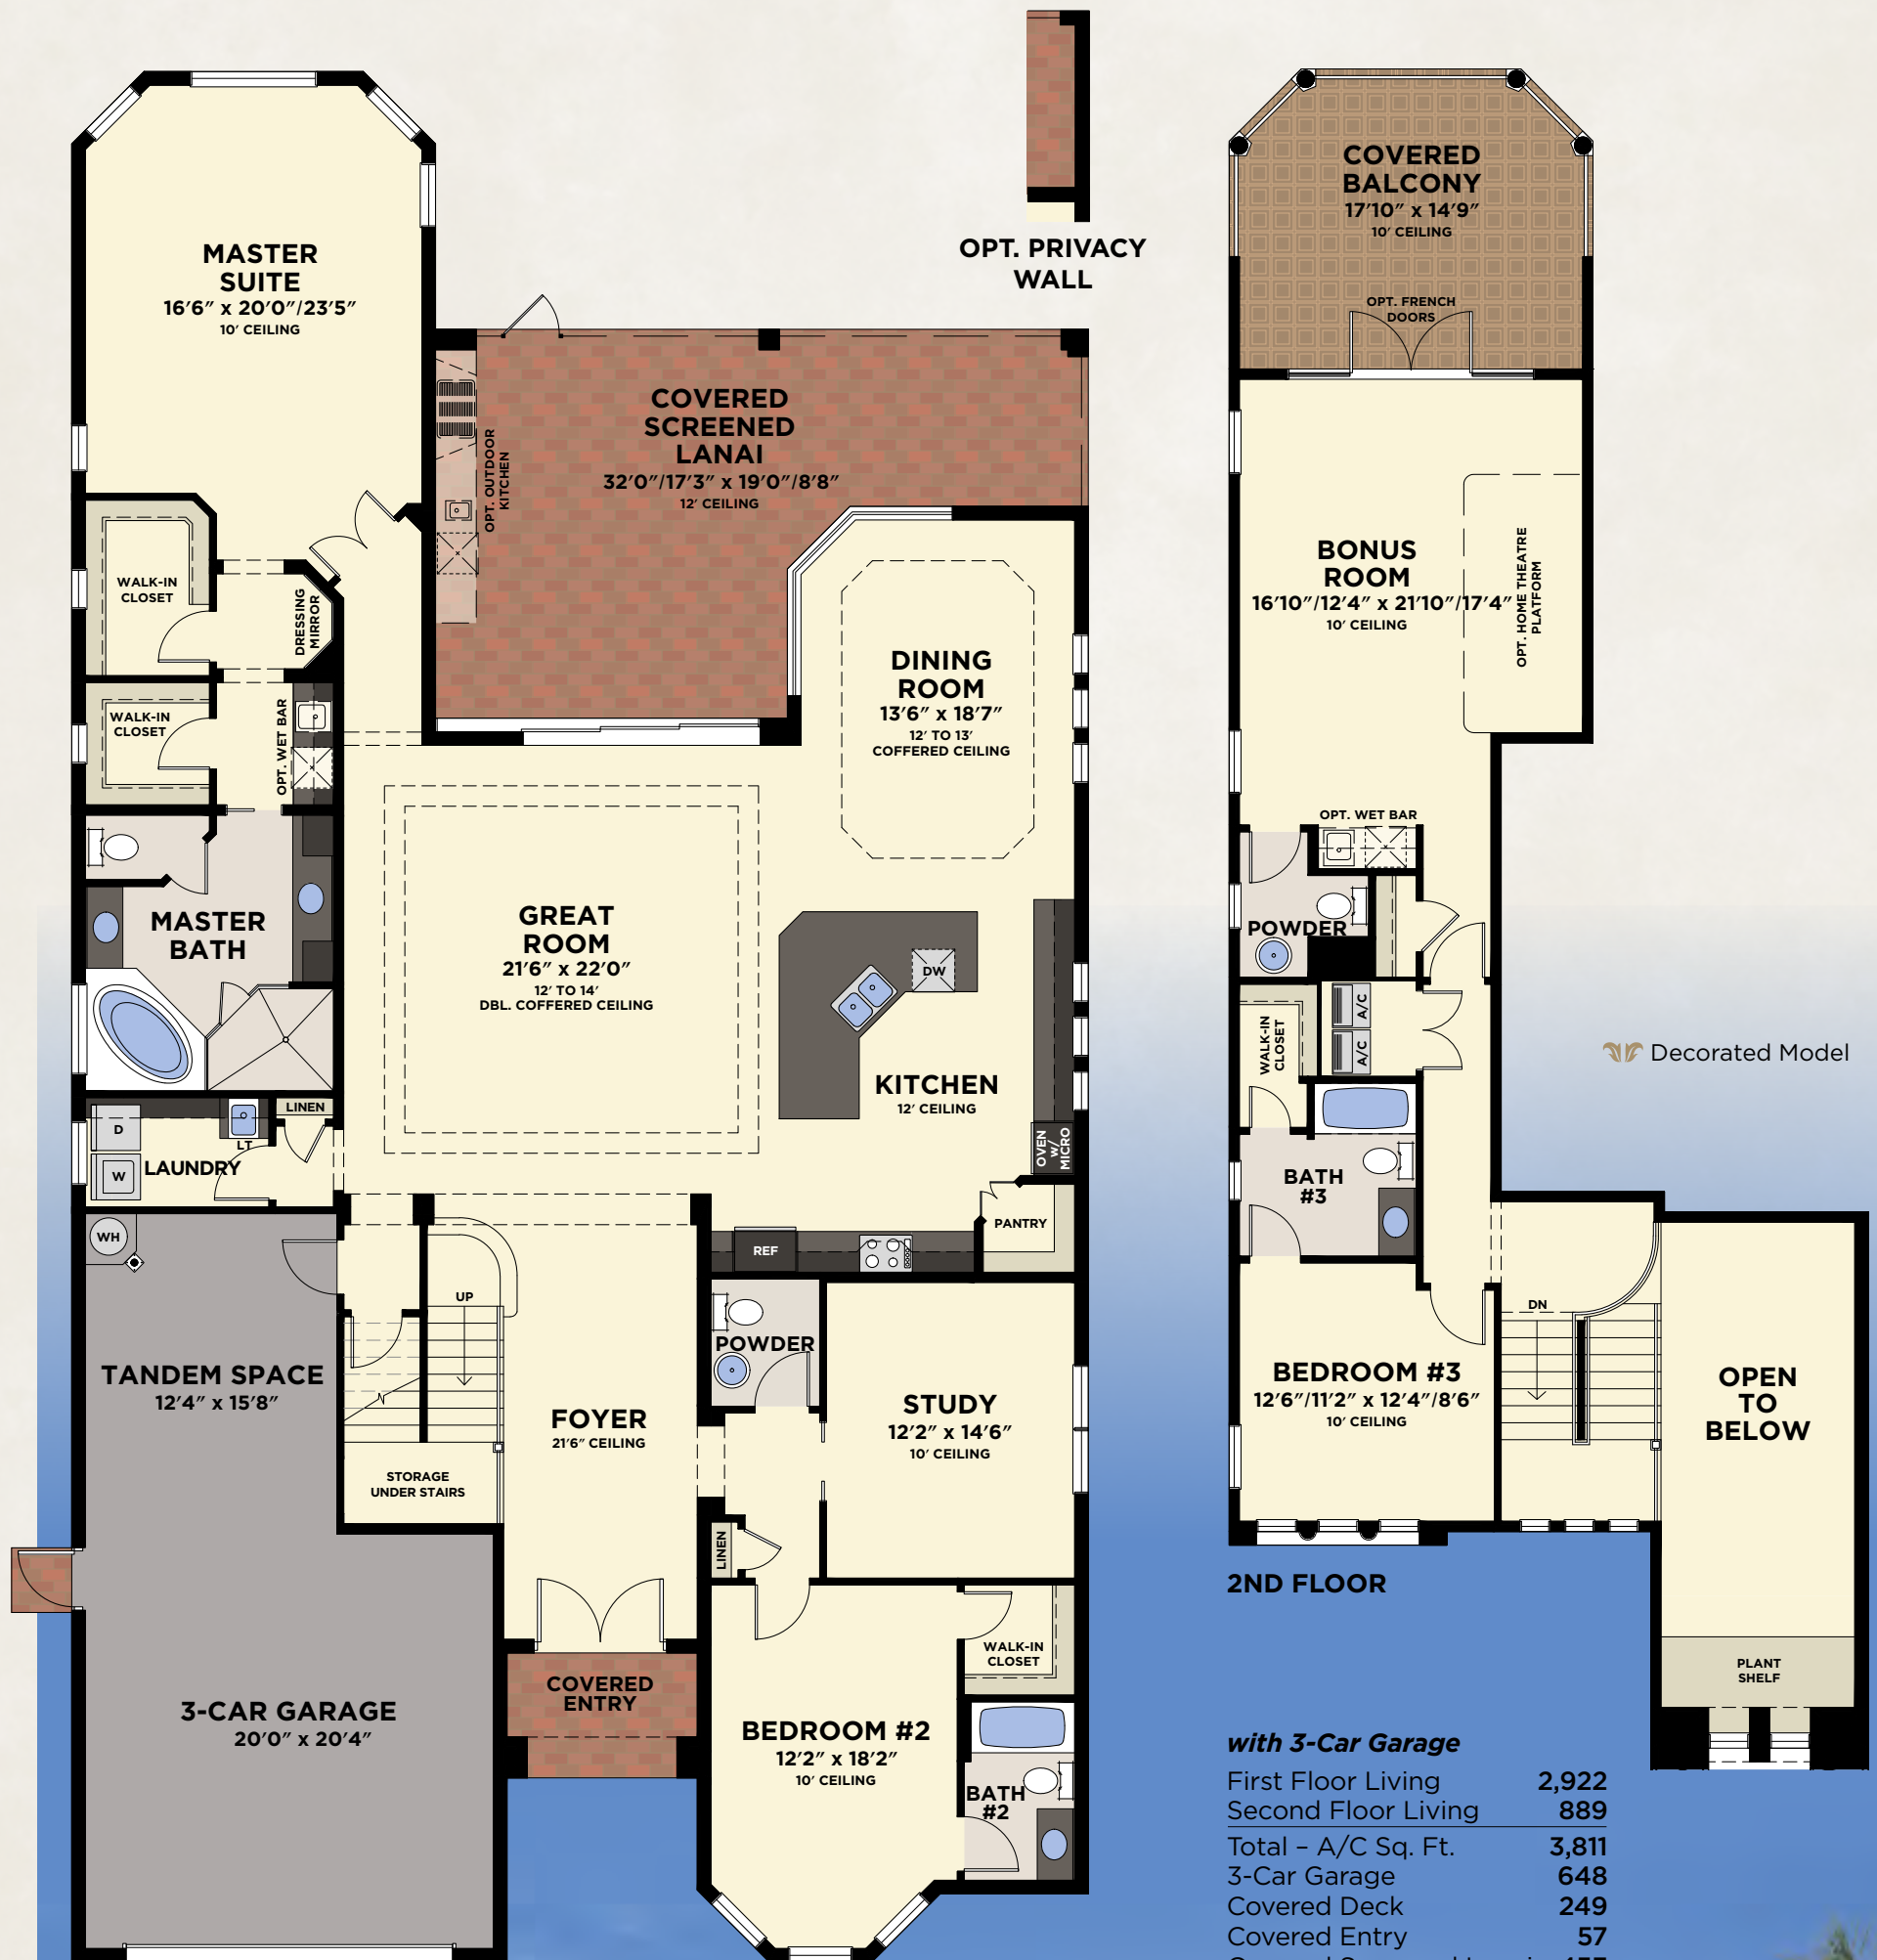 OPT. PRIVACY
WALL
MASTER
SUITE
16'6" x 20'0"/23'5"
10' CEILING
COVERED
SCREENED
LANAI
32'0"/17'3" x 19'0"/8'8"
12' CEILING
OPT. OUTDOOR
KITCHEN
WALK-IN
CLOSET
DRESSING
MIRROR
DINING
ROOM
13'6" x 18'7"
12' TO 13'
COFFERED CEILING
WALK-IN
CLOSET
OPT. WET BAR
MASTER
BATH
GREAT
ROOM
21'6" x 22'0"
12' TO 14'
DBL. COFFERED CEILING
DW
KITCHEN
12' CEILING
OVEN
W/
MICRO
LINEN
D
LT
W
LAUNDRY
PANTRY
REF
WH
UP
POWDER
TANDEM SPACE
12'4" x 15'8"
FOYER
21'6" CEILING
STUDY
12'2" x 14'6"
10' CEILING
STORAGE
UNDER STAIRS
LINEN
WALK-IN
CLOSET
COVERED
ENTRY
3-CAR GARAGE
20'0" x 20'4"
BEDROOM #2
12'2" x 18'2"
10' CEILING
BATH
#2
COVERED
BALCONY
17'10" x 14'9"
10' CEILING
OPT. FRENCH
DOORS
BONUS
ROOM
16'10"/12'4" x 21'10"/17'4"
10' CEILING
OPT. HOME THEATRE
PLATFORM
OPT. WET BAR
POWDER
A/C
A/C
WALK-IN
CLOSET
Decorated Model
BATH
#3
DN
BEDROOM #3
12'6"/11'2" x 12'4"/8'6"
10' CEILING
OPEN
TO
BELOW
2ND FLOOR
PLANT
SHELF
with 3-Car Garage
First Floor Living 2,922
Second Floor Living 889
Total – A/C Sq. Ft. 3,811
3-Car Garage 648
Covered Deck 249
Covered Entry 57